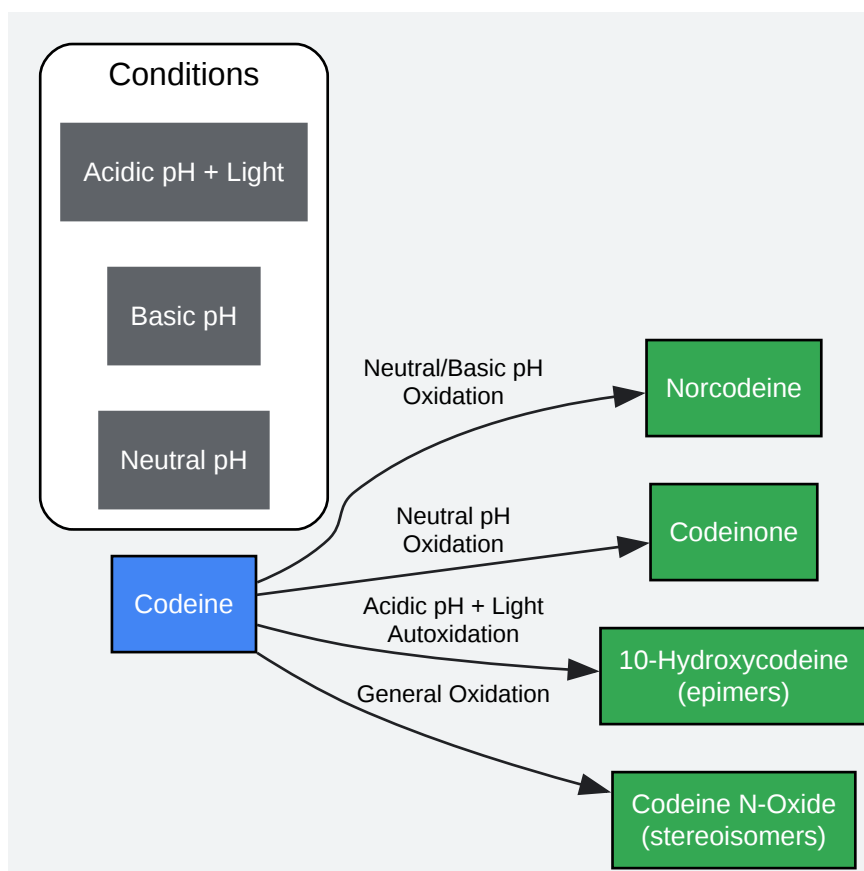 Conditions
Acidic pH + Light
Basic pH
Neutral pH
Codeine
Neutral/Basic pH
Oxidation
Neutral pH
Oxidation
Acidic pH + Light
Autoxidation
General Oxidation
Norcodeine
Codeinone
10-Hydroxycodeine
(epimers)
Codeine N-Oxide
(stereoisomers)